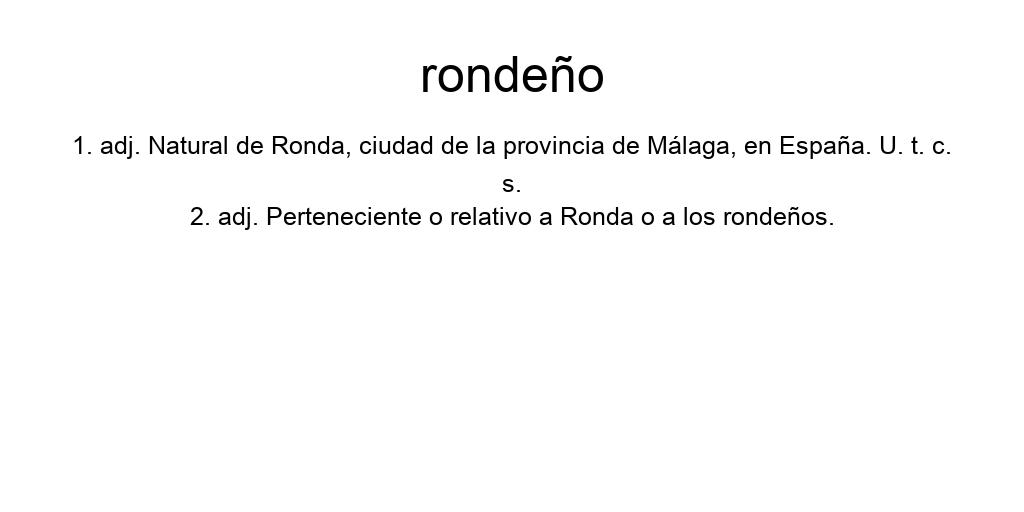 rondeño
1. adj. Natural de Ronda, ciudad de la provincia de Málaga, en España. U. t. c.
s.
2. adj. Perteneciente o relativo a Ronda o a los rondeños.